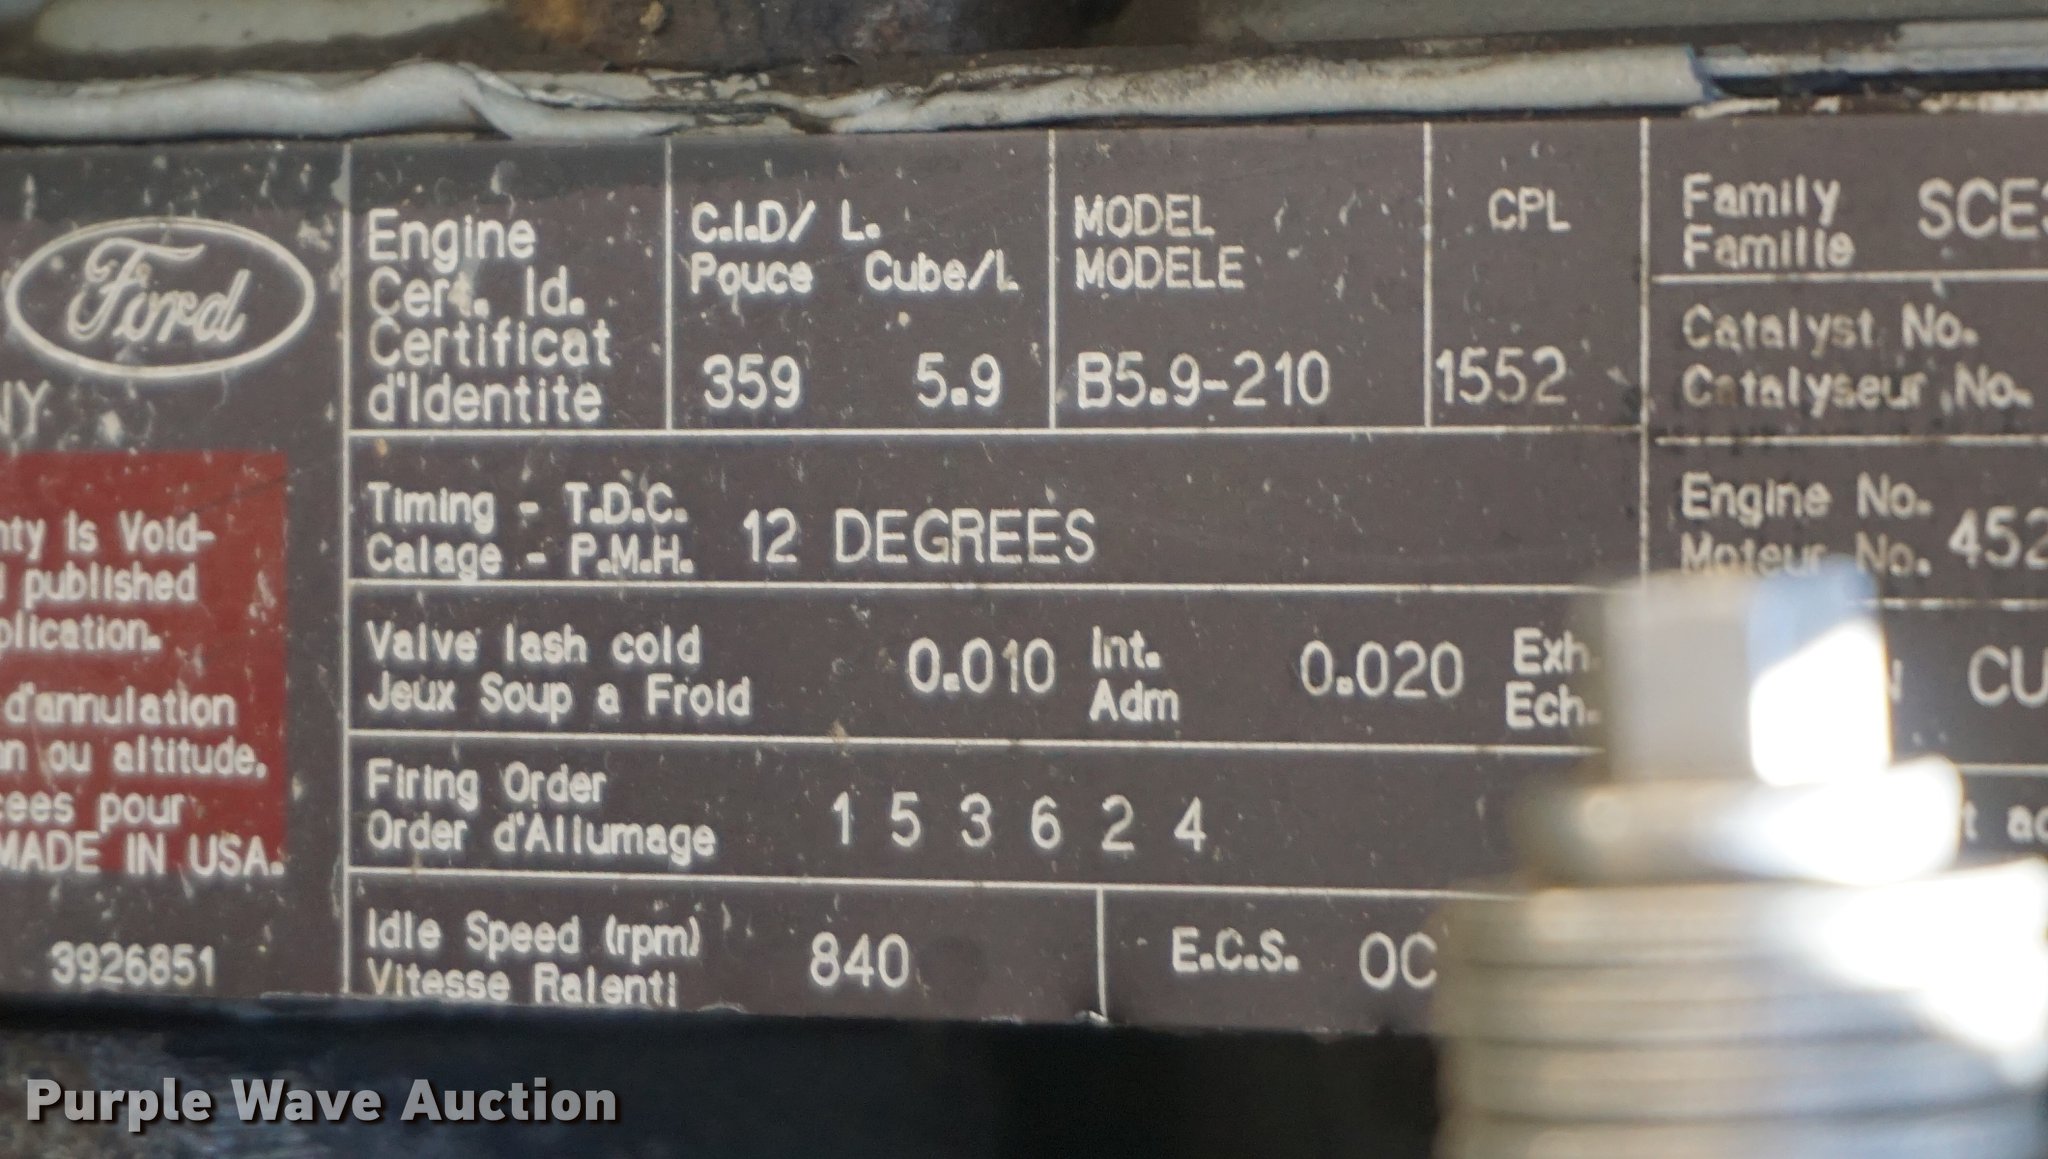 Ford
nty Is Void-
published
plication.
d'annulation
ou altitude.
cees pour
MADE IN USA.
3926851
Engine
Cert. Id.
Certificat
d'Identite
C.I.D/ L.
Pouce Cube/L
359 5.9
MODEL
MODELE
B5.9-210
CPL
1552
Family SCE
Famille
Catalyst No.
Catalyseur No.
Engine No. 452
Moteur No.
Timing - T.D.C.
Calage - P.M.H.
12 DEGREES
Valve lash cold
Jeux Soup a Froid
0.010 Int.
Adm
0.020 Exh.
Ech.
CU
Firing Order
Order d'Allumage
1 5 3 6 2 4
Idle Speed (rpm)
Vitesse Ralenti
840
E.C.S. OC
Purple Wave Auction